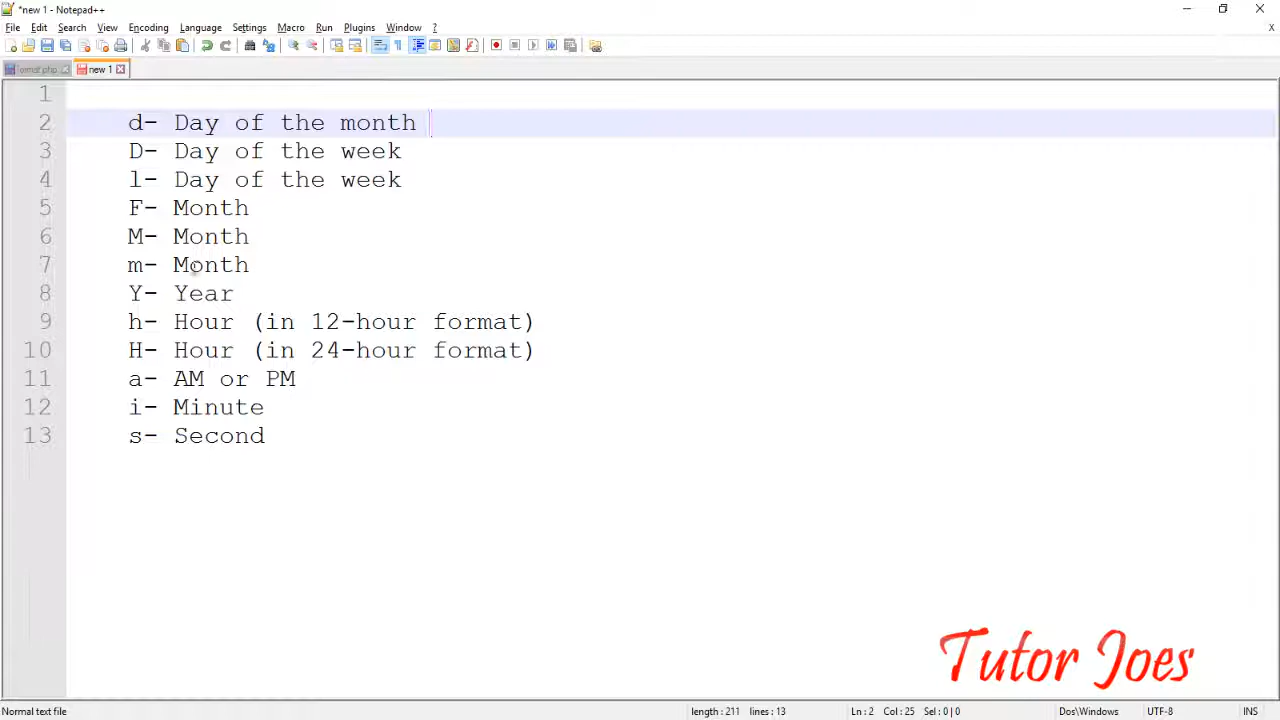 *new 1 - Notepad++
File Edit Search View Encoding Language Settings Macro Run Plugins Window ?
X
format.php new 1
1
2 d- Day of the month
3 D- Day of the week
4 l- Day of the week
5 F- Month
6 M- Month
7 m- Month
8 Y- Year
9 h- Hour (in 12-hour format)
10 H- Hour (in 24-hour format)
11 a- AM or PM
12 i- Minute
13 s- Second
Tutor Joes
Normal text file length : 211 lines : 13 Ln : 2 Col : 25 Sel : 0 | 0 Dos\Windows UTF-8 INS